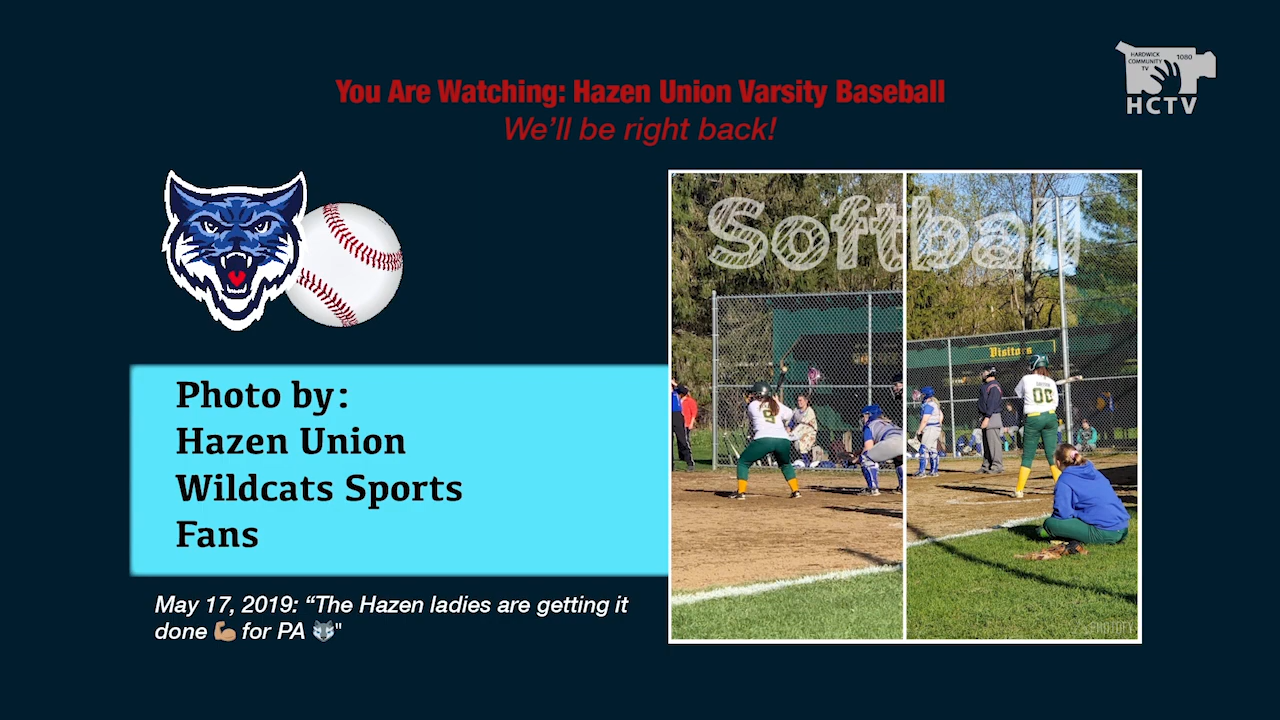 HARDWICK
COMMUNITY
TV
1080
HCTV
You Are Watching: Hazen Union Varsity Baseball
We’ll be right back!
Softball
Visitors
9
00
Photo by:
Hazen Union
Wildcats Sports
Fans
May 17, 2019: “The Hazen ladies are getting it
done 💪🏽 for PA 🐺"